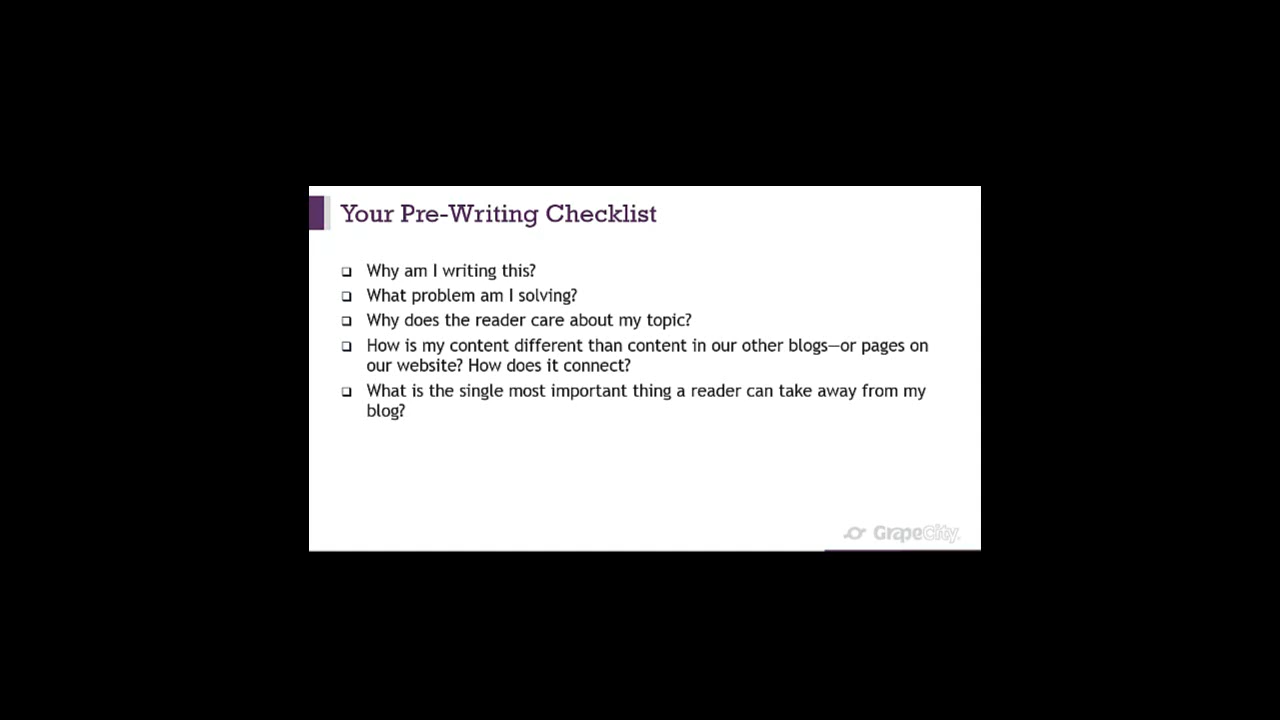 Your Pre-Writing Checklist
Why am I writing this?
What problem am I solving?
Why does the reader care about my topic?
How is my content different than content in our other blogs—or pages on
our website? How does it connect?
What is the single most important thing a reader can take away from my
blog?
GrapeCity